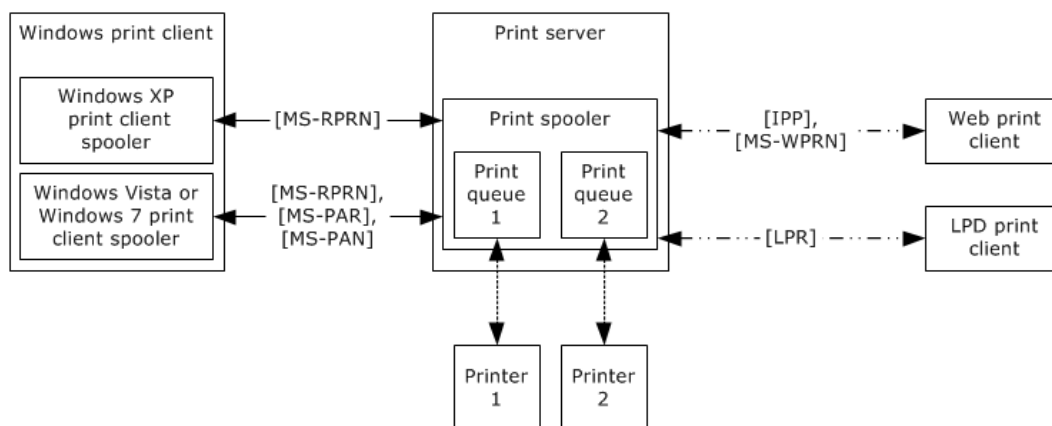 Windows print client
Windows XP
print client
spooler
Windows Vista or
Windows 7 print
client spooler
[MS-RPRN]
[MS-RPRN],
[MS-PAR],
[MS-PAN]
Print server
Print spooler
Print
queue
1
Print
queue
2
[IPP],
[MS-WPRN]
[LPR]
Web print
client
LPD print
client
Printer
1
Printer
2